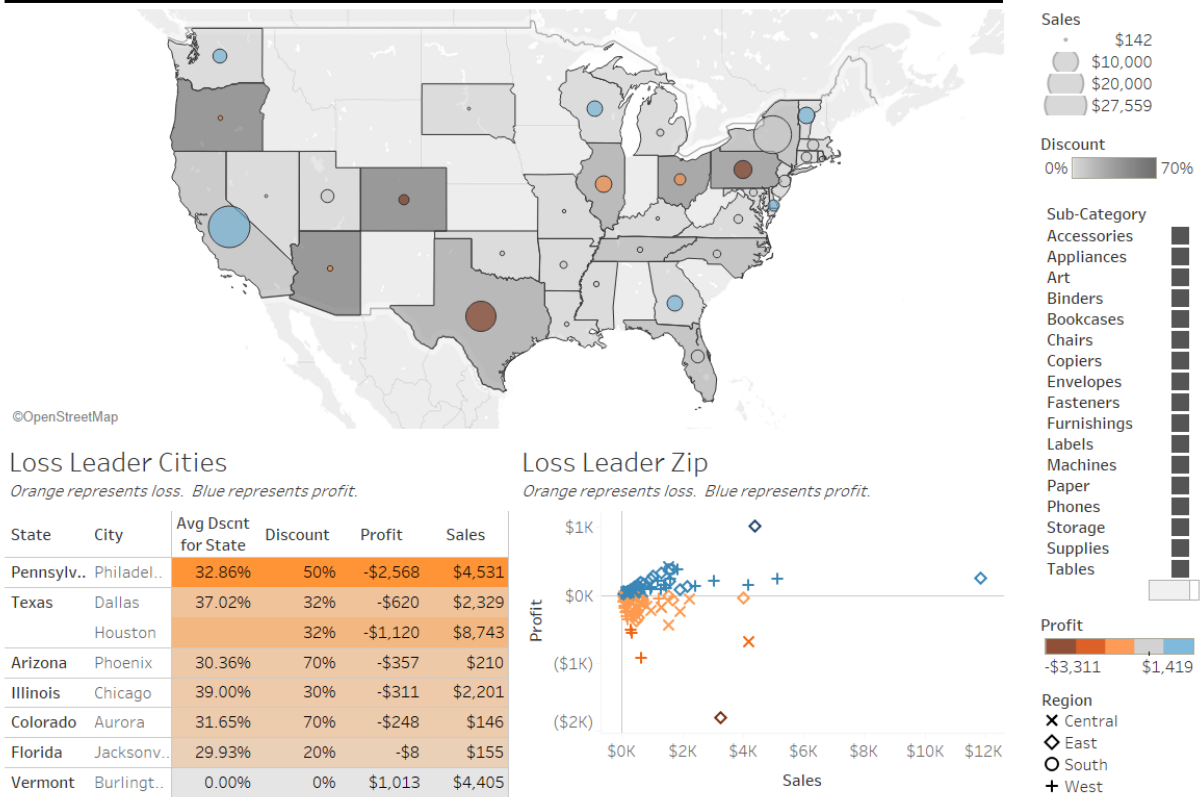 Sales
$142
$10,000
$20,000
$27,559
Discount
0% 70%
Sub-Category
Accessories
Appliances
Art
Binders
Bookcases
Chairs
Copiers
Envelopes
Fasteners
Furnishings
Labels
Machines
Paper
Phones
Storage
Supplies
Tables
©OpenStreetMap
Loss Leader Cities
Orange represents loss. Blue represents profit.
State City Avg Dscnt for State Discount Profit Sales
Pennsylv.. Philadel.. 32.86% 50% -$2,568 $4,531
Texas Dallas 37.02% 32% -$620 $2,329
Houston 32% -$1,120 $8,743
Arizona Phoenix 30.36% 70% -$357 $210
Illinois Chicago 39.00% 30% -$311 $2,201
Colorado Aurora 31.65% 70% -$248 $146
Florida Jacksonv.. 29.93% 20% -$8 $155
Vermont Burlingt.. 0.00% 0% $1,013 $4,405
Loss Leader Zip
Orange represents loss. Blue represents profit.
Profit
$1K
$0K
($1K)
($2K)
$0K $2K $4K $6K $8K $10K $12K
Sales
Profit
-$3,311 $1,419
Region
Central
East
South
West